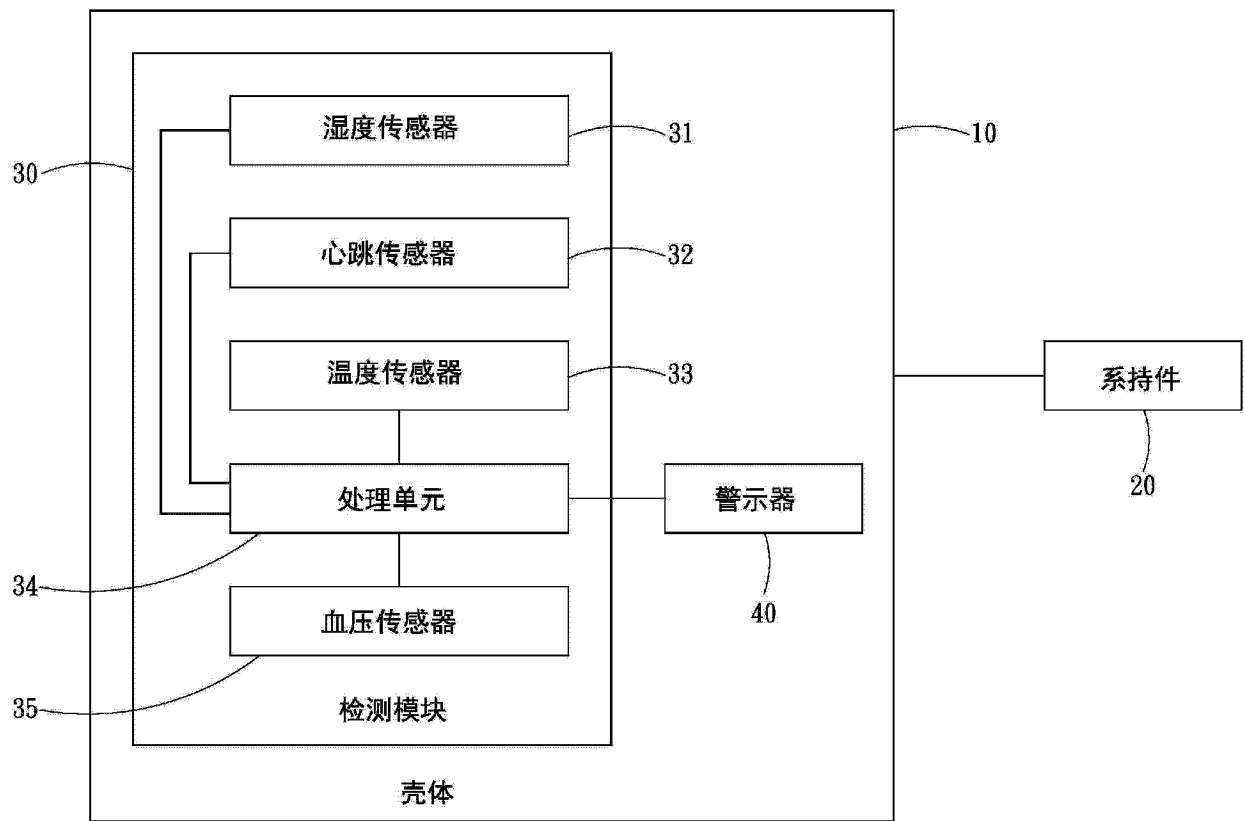 湿度传感器
31
10
30
心跳传感器
32
温度传感器
33
系持件
20
处理单元
警示器
34
40
血压传感器
35
检测模块
壳体